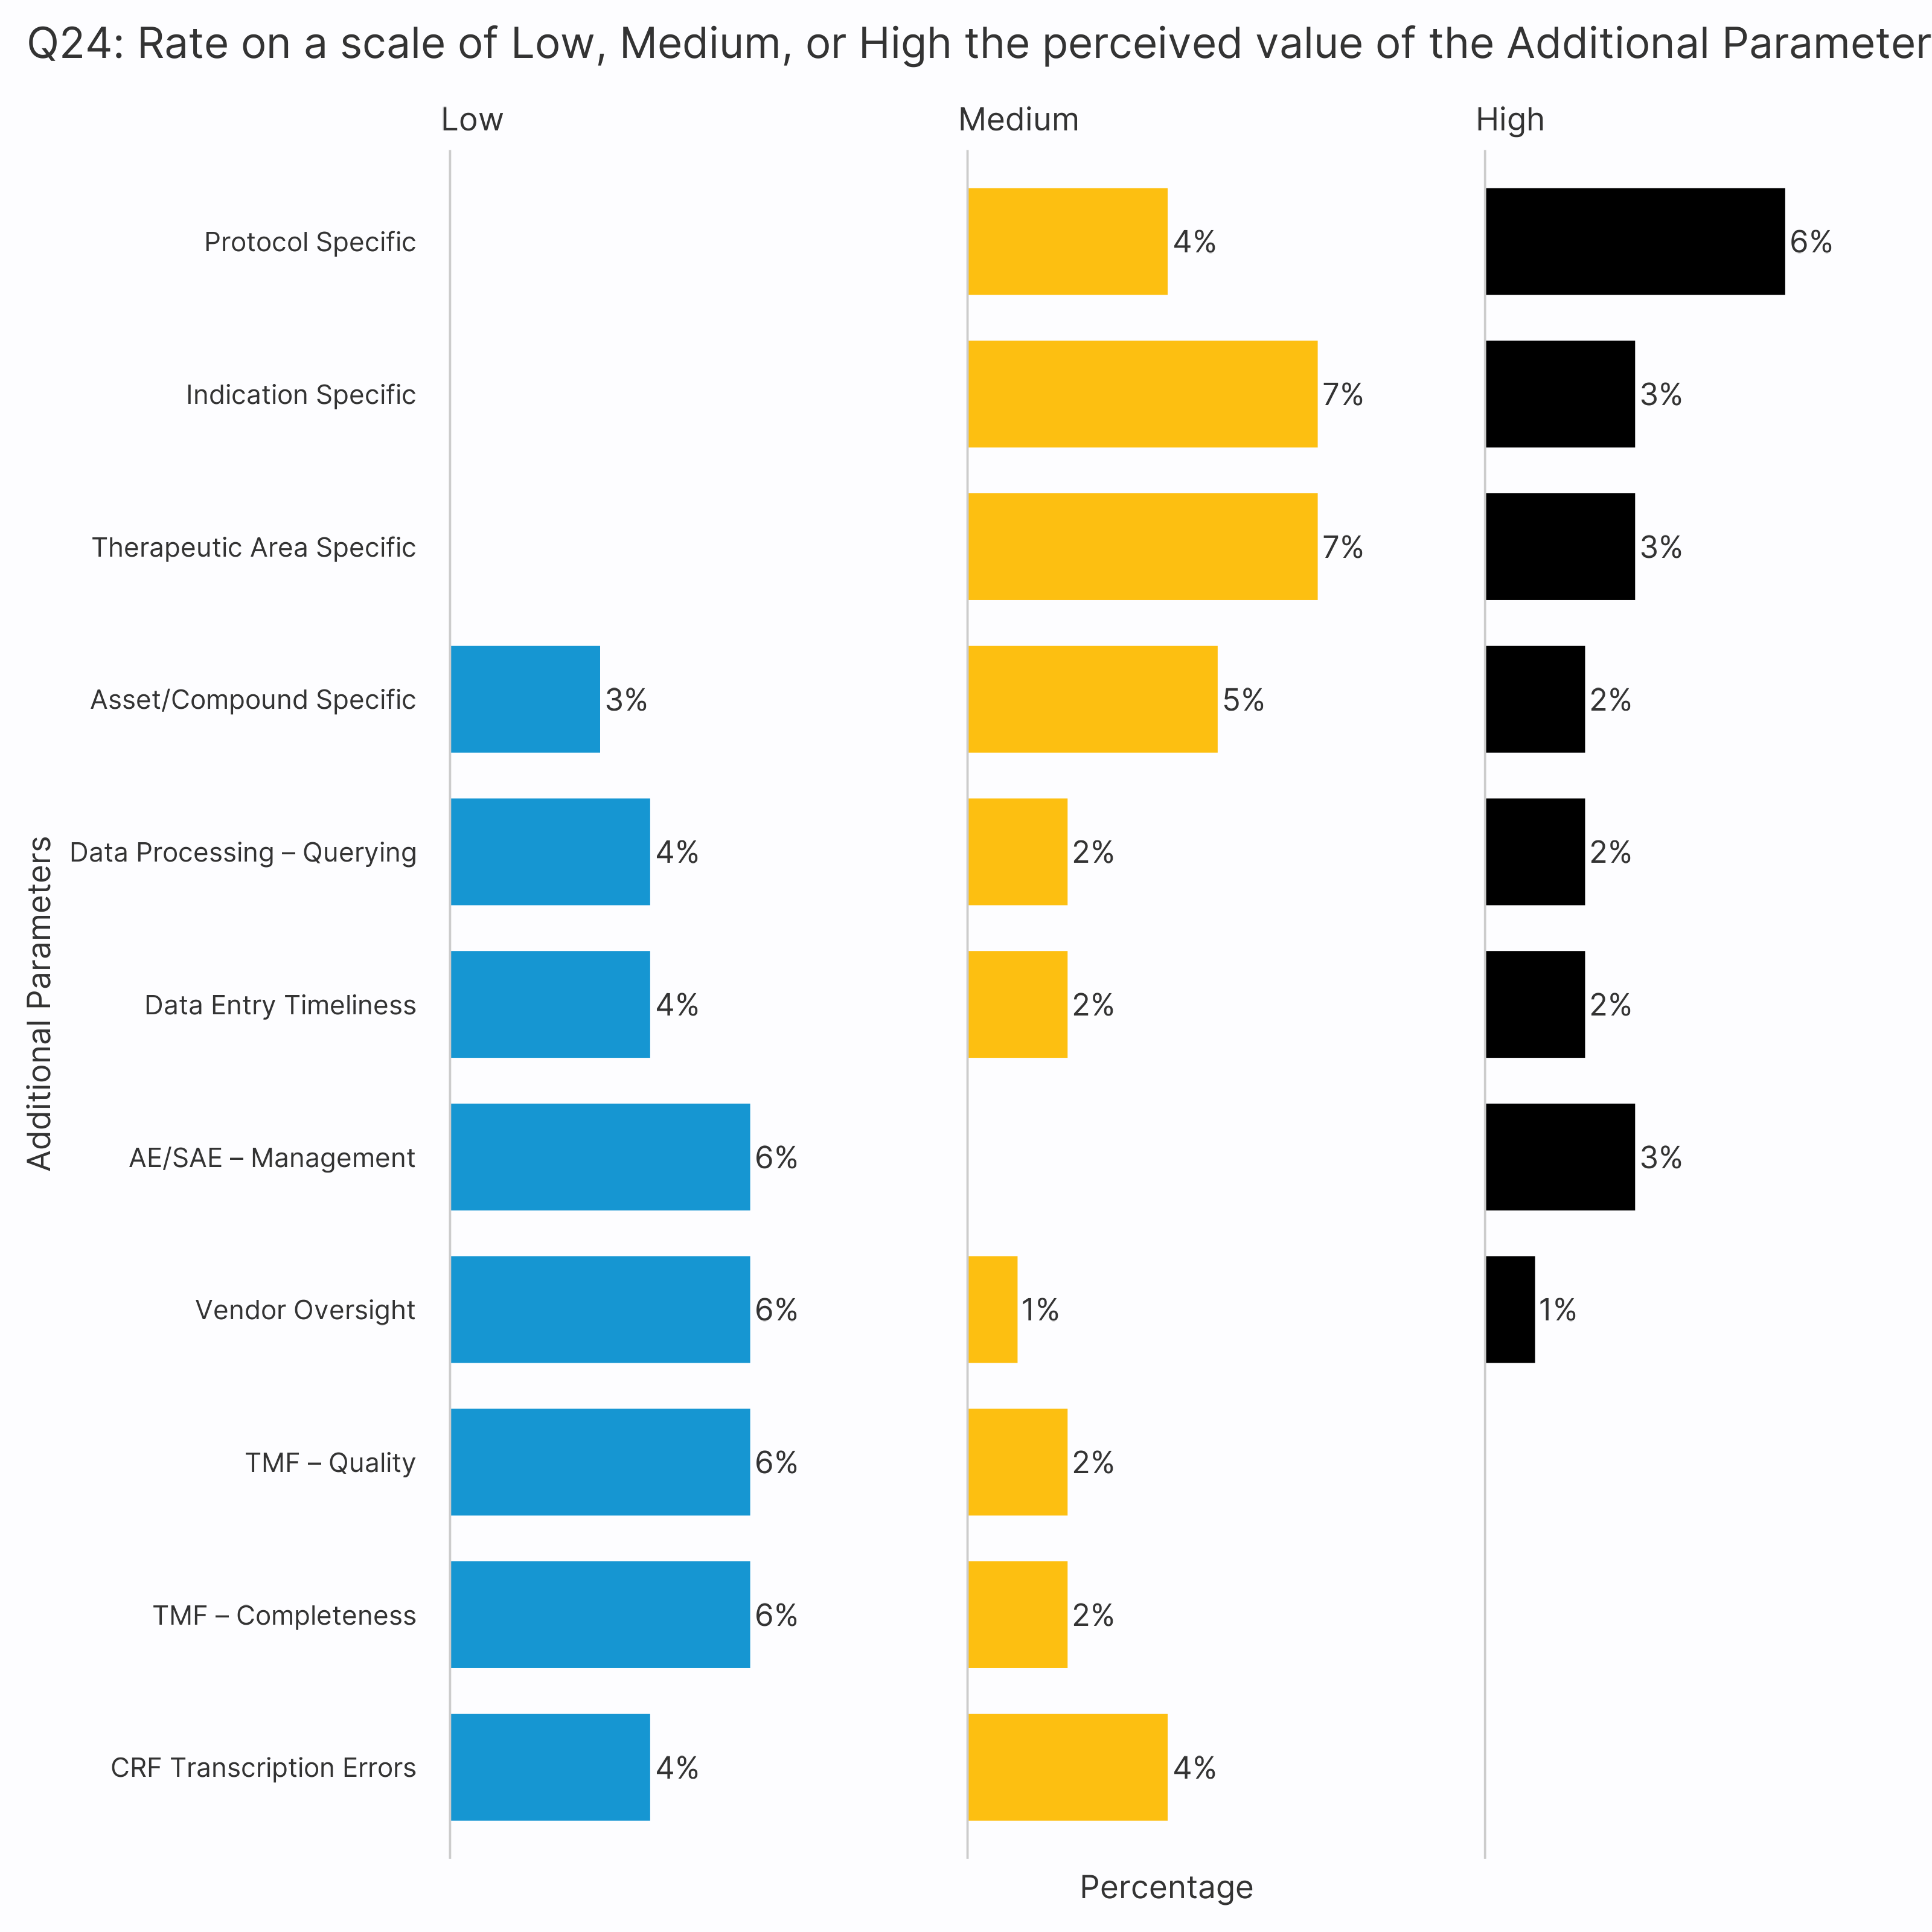 Q24: Rate on a scale of Low, Medium, or High the perceived value of the Additional Parameter
Low Medium High
Protocol Specific 4% 6%
Indication Specific 7% 3%
Therapeutic Area Specific 7% 3%
Asset/Compound Specific 3% 5% 2%
Data Processing – Querying 4% 2% 2%
Data Entry Timeliness 4% 2% 2%
AE/SAE – Management 6% 3%
Vendor Oversight 6% 1% 1%
TMF – Quality 6% 2%
TMF – Completeness 6% 2%
CRF Transcription Errors 4% 4%
Additional Parameters
Percentage